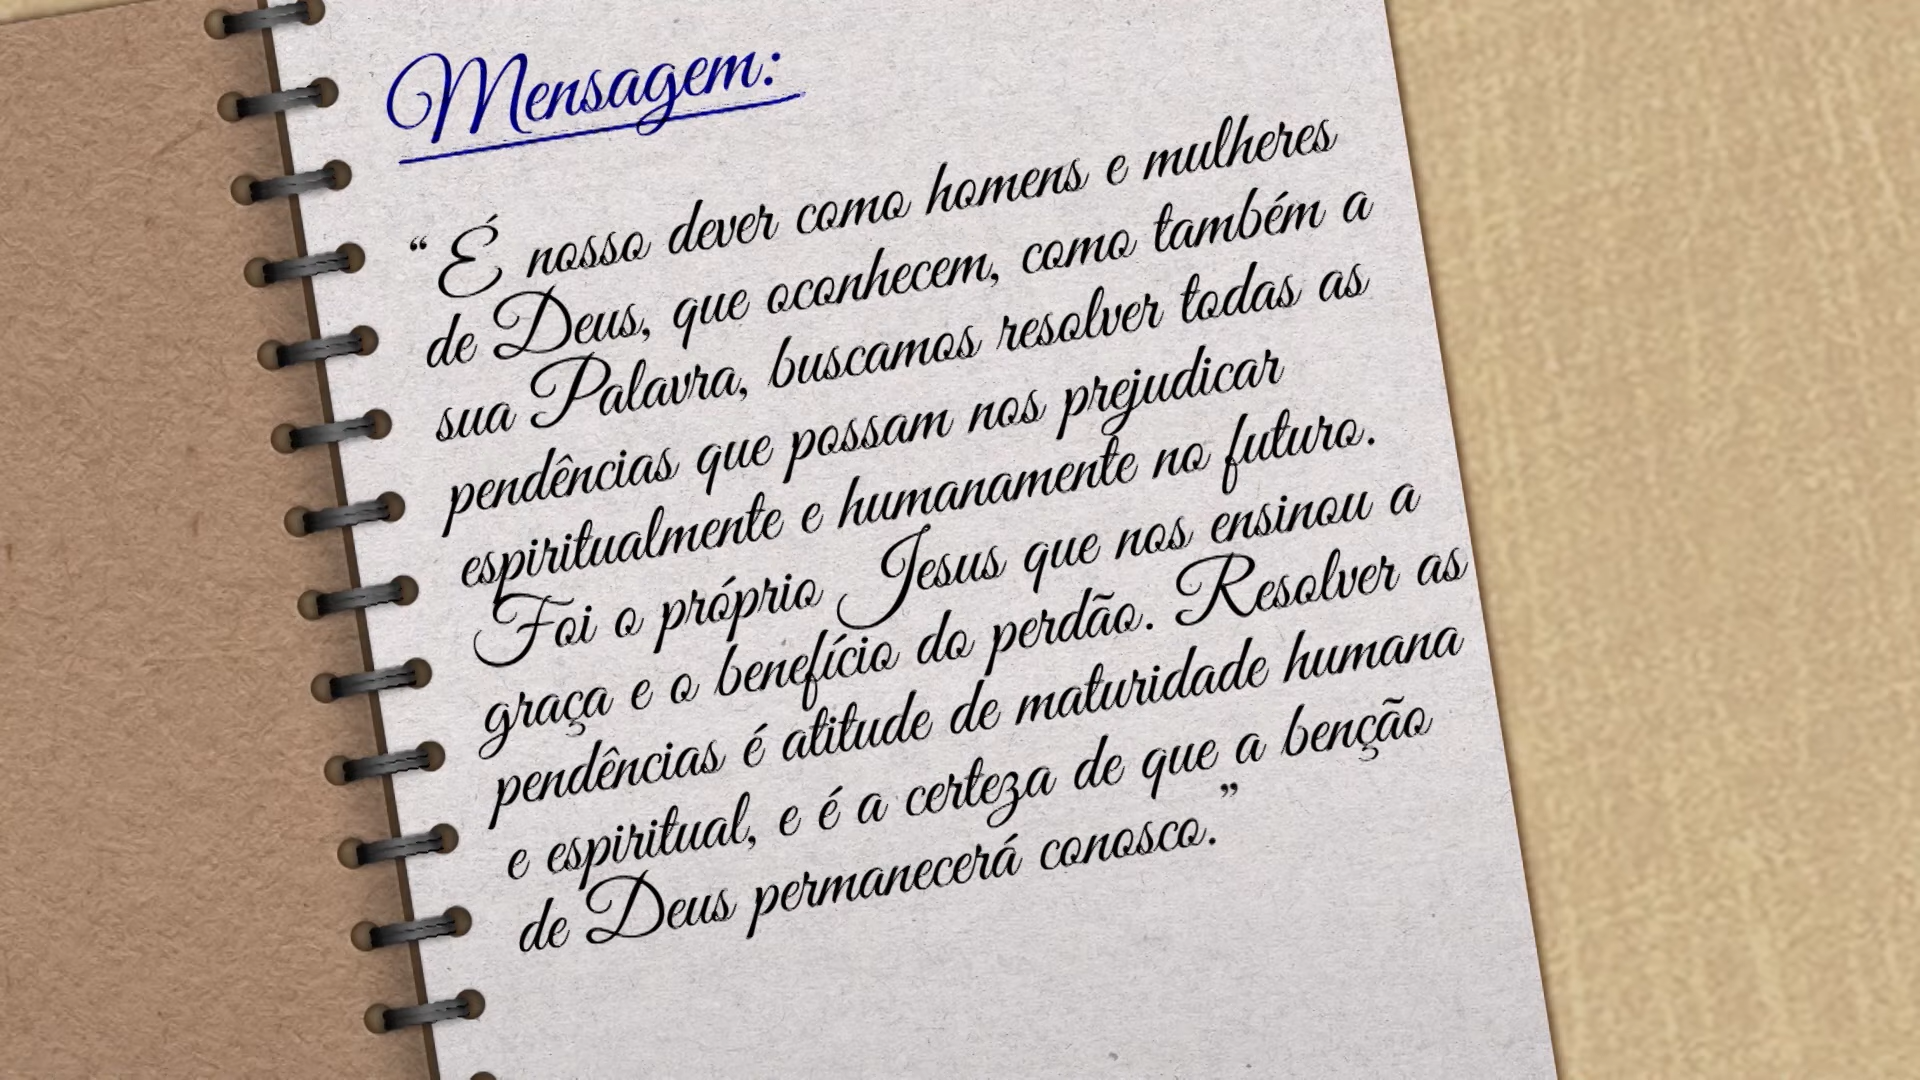 Mensagem:
“ É nosso dever como homens e mulheres
de Deus, que oconhecem, como também a
sua Palavra, buscamos resolver todas as
pendências que possam nos prejudicar
espiritualmente e humanamente no futuro.
Foi o próprio Jesus que nos ensinou a
graça e o benefício do perdão. Resolver as
pendências é atitude de maturidade humana
e espiritual, e é a certeza de que a benção
de Deus permanecerá conosco.”